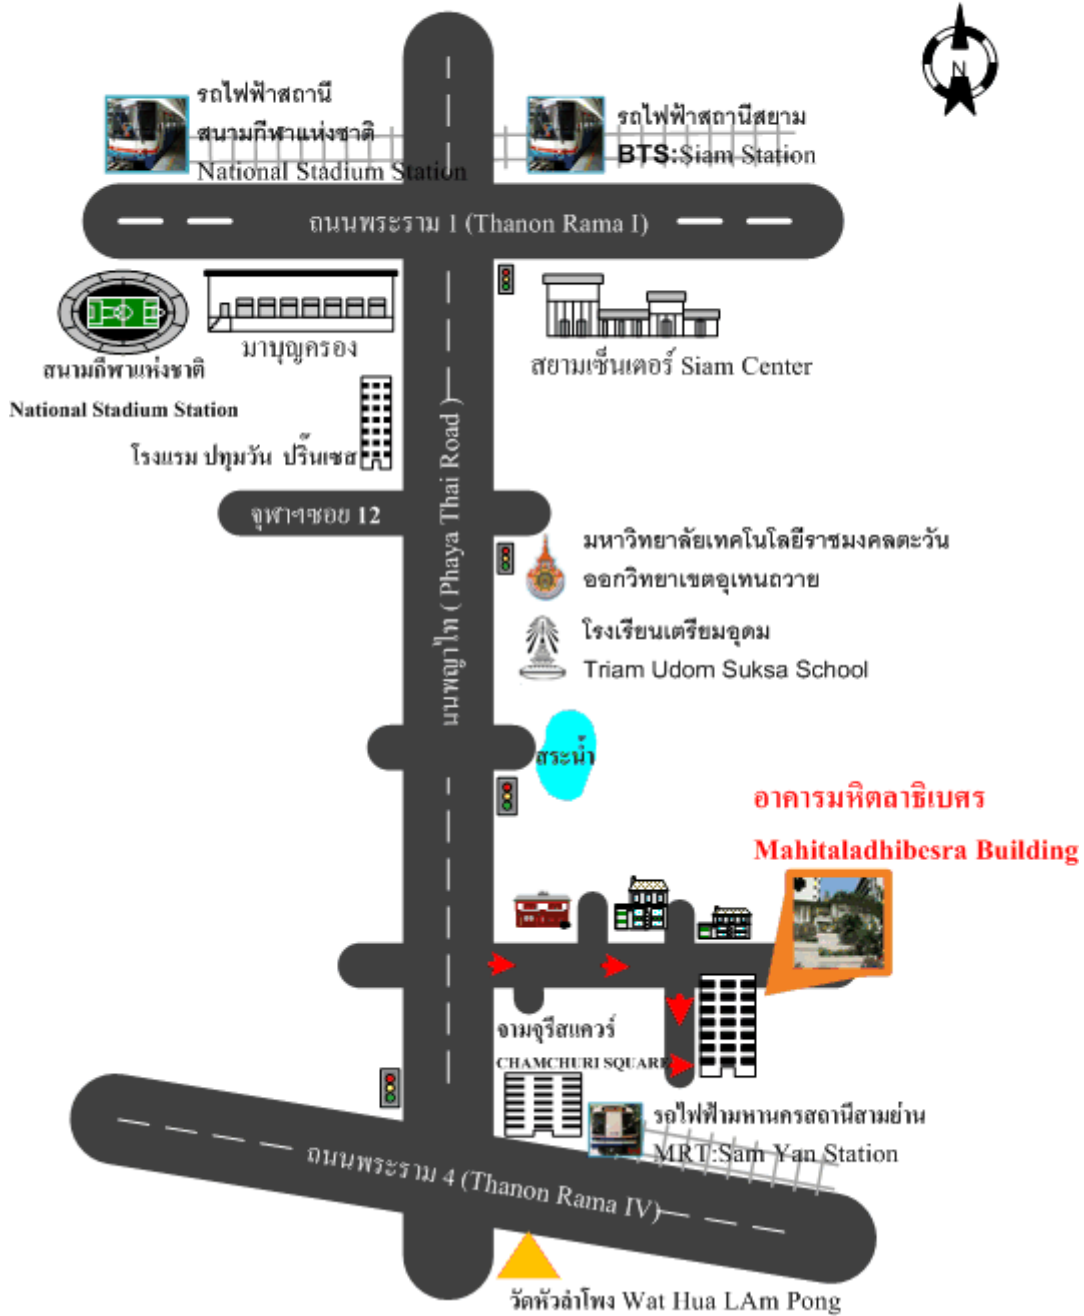 N
รถไฟฟ้าสถานี
สนามกีฬาแห่งชาติ
National Stadium Station
รถไฟฟ้าสถานีสยาม
BTS:Siam Station
ถนนพระราม 1 (Thanon Rama I)
มาบุญครอง
สนามกีฬาแห่งชาติ
National Stadium Station
สยามเซ็นเตอร์ Siam Center
โรงแรม ปทุมวัน ปริ๊นเซส
จุฬาฯซอย 12
นนพญาไท ( Phaya Thai Road )
มหาวิทยาลัยเทคโนโลยีราชมงคลตะวัน
ออกวิทยาเขตอุเทนถวาย
โรงเรียนเตรียมอุดม
Triam Udom Suksa School
สระน้ำ
อาคารมหิตลาธิเบศร
Mahitaladhibesra Building
จามจุรีสแควร์
CHAMCHURI SQUARE
รถไฟฟ้ามหานครสถานีสามย่าน
MRT:Sam Yan Station
ถนนพระราม 4 (Thanon Rama IV)
วัดหัวลำโพง Wat Hua LAm Pong